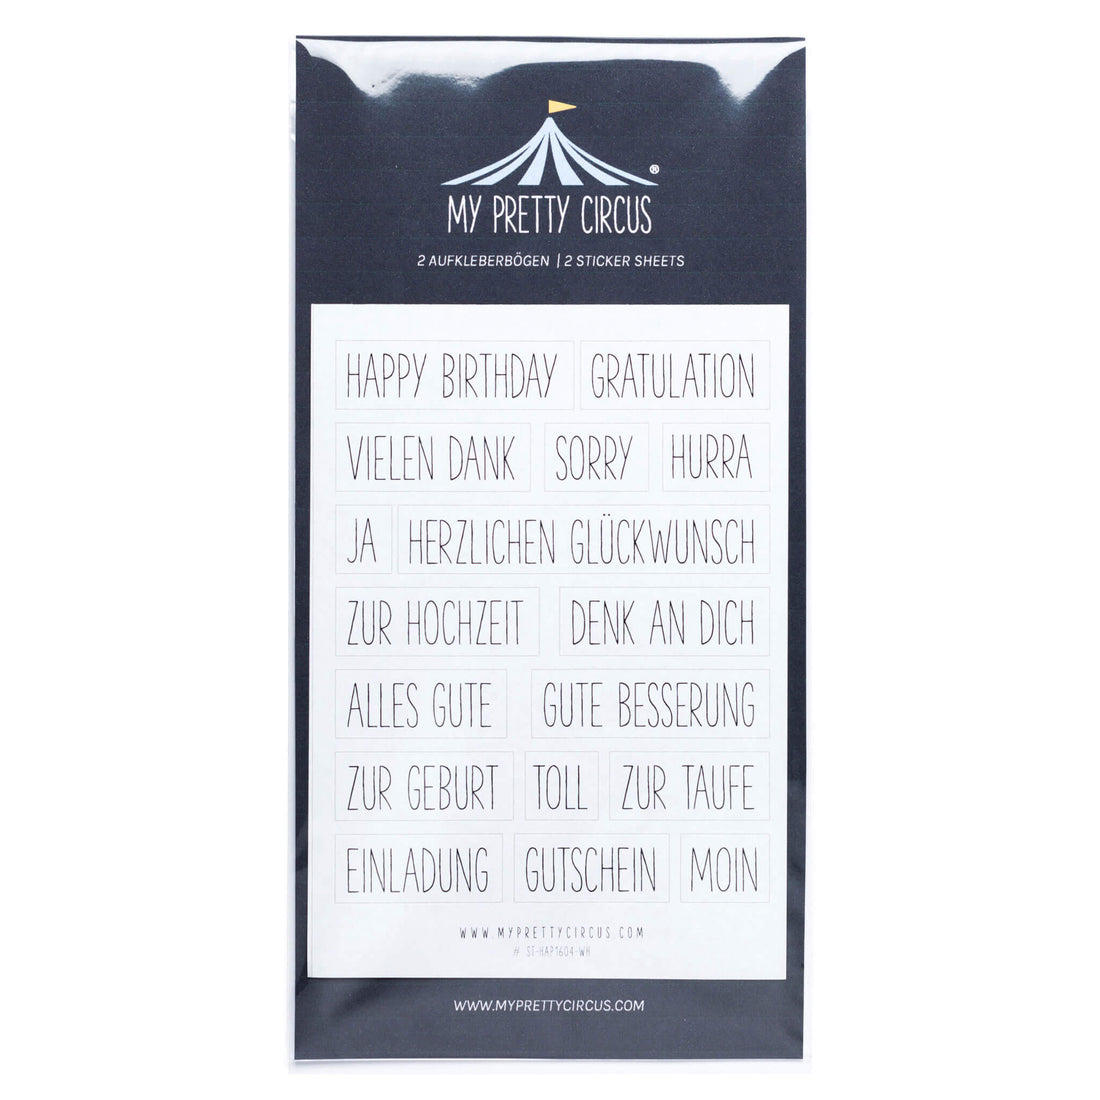 ®
MY PRETTY CIRCUS
2 AUFKLEBERBÖGEN | 2 STICKER SHEETS
HAPPY BIRTHDAY GRATULATION
VIELEN DANK SORRY HURRA
JA HERZLICHEN GLÜCKWUNSCH
ZUR HOCHZEIT DENK AN DICH
ALLES GUTE GUTE BESSERUNG
ZUR GEBURT TOLL ZUR TAUFE
EINLADUNG GUTSCHEIN MOIN
WWW.MYPRETTYCIRCUS.COM
# ST-HAP1604-WH
WWW.MYPRETTYCIRCUS.COM